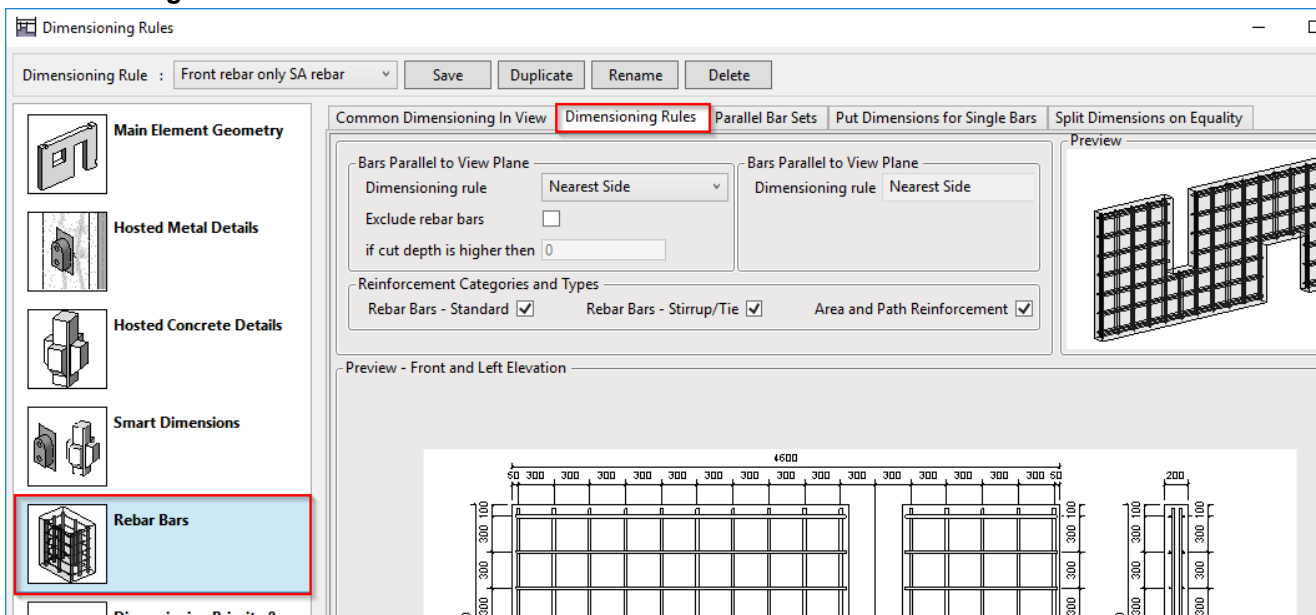 Dimensioning Rules
Dimensioning Rule : Front rebar only SA rebar Save Duplicate Rename Delete
Main Element Geometry
Hosted Metal Details
Hosted Concrete Details
Smart Dimensions
Rebar Bars
Common Dimensioning In View Dimensioning Rules Parallel Bar Sets Put Dimensions for Single Bars Split Dimensions on Equality
Bars Parallel to View Plane
Dimensioning rule Nearest Side
Exclude rebar bars
if cut depth is higher then 0
Bars Parallel to View Plane
Dimensioning rule Nearest Side
Preview
Reinforcement Categories and Types
Rebar Bars - Standard Rebar Bars - Stirrup/Tie Area and Path Reinforcement
Preview - Front and Left Elevation
4600
50 300 300 300 300 300 300 300 300 300 300 300 300 300 300 300 50
200
100 100 100
300 300 300 300
300 300 300 300
300 300 300